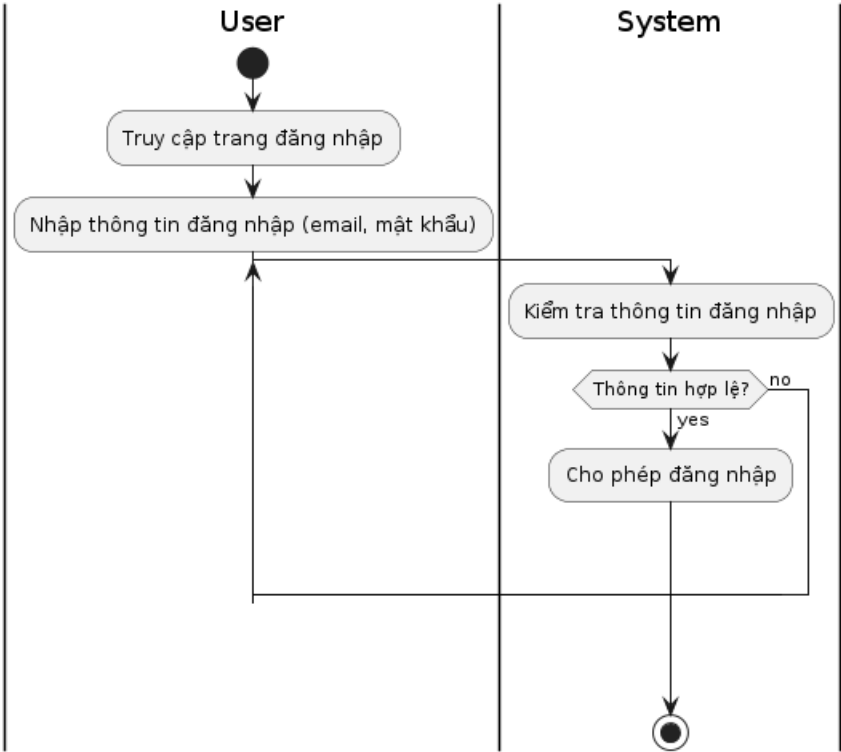 User
System
Truy cập trang đăng nhập
Nhập thông tin đăng nhập (email, mật khẩu)
Kiểm tra thông tin đăng nhập
Thông tin hợp lệ?
no
yes
Cho phép đăng nhập